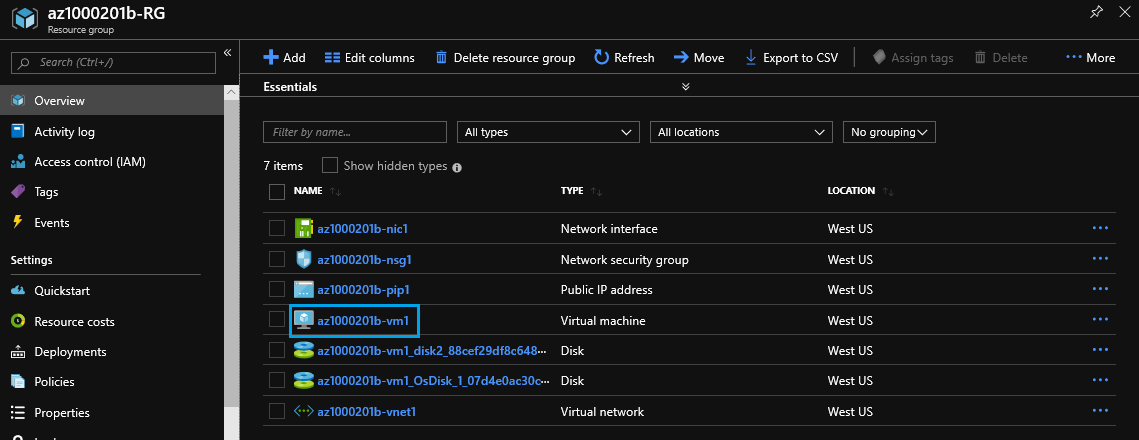 az1000201b-RG
Resource group
Search (Ctrl+/)
Overview
Activity log
Access control (IAM)
Tags
Events
Settings
Quickstart
Resource costs
Deployments
Policies
Properties
Add Edit columns Delete resource group Refresh Move Export to CSV Assign tags Delete More
Essentials
Filter by name... All types All locations No grouping
7 items Show hidden types
NAME TYPE LOCATION
az1000201b-nic1 Network interface West US
az1000201b-nsg1 Network security group West US
az1000201b-pip1 Public IP address West US
az1000201b-vm1 Virtual machine West US
az1000201b-vm1_disk2_88cef29df8c648... Disk West US
az1000201b-vm1_OsDisk_1_07d4e0ac30c... Disk West US
az1000201b-vnet1 Virtual network West US